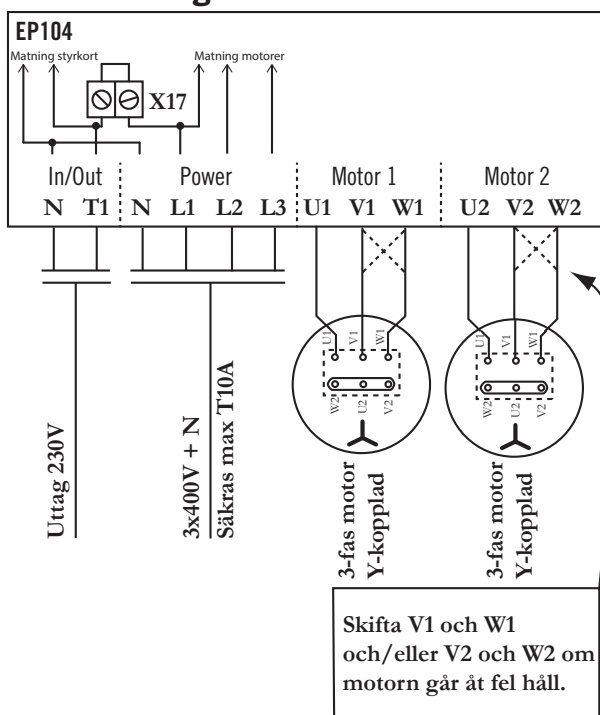 EP104
Matning styrkort Matning motorer
X17
In/Out Power Motor 1 Motor 2
N T1 N L1 L2 L3 U1 V1 W1 U2 V2 W2
U1 V1 W1
W2 U2 V2
U1 V1 W1
W2 U2 V2
Uttag 230V
3x400V + N
Säkras max T10A
3-fas motor
Y-kopplad
3-fas motor
Y-kopplad
Skifta V1 och W1
och/eller V2 och W2 om
motorn går åt fel håll.